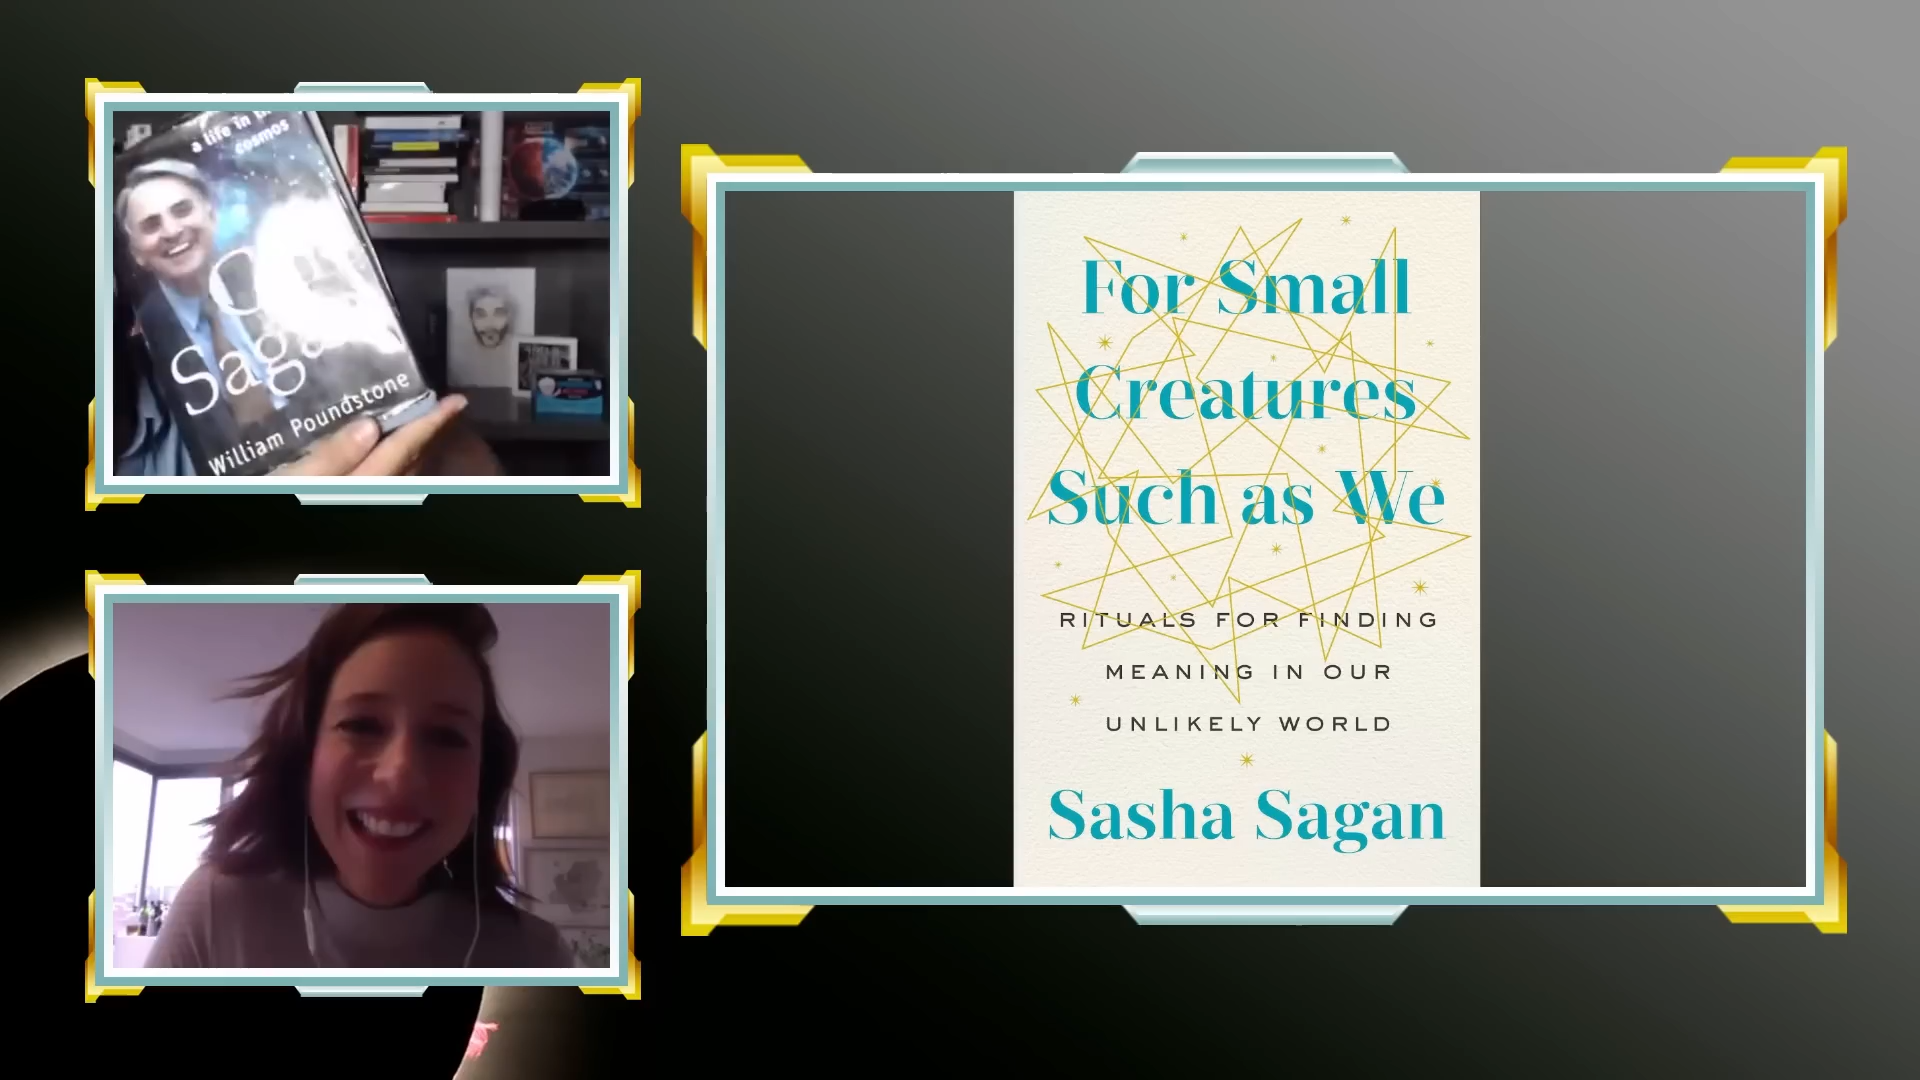 a life in
cosmos
Sag
William Poundstone
For Small
Creatures
Such as We
RITUALS FOR FINDING
MEANING IN OUR
UNLIKELY WORLD
Sasha Sagan